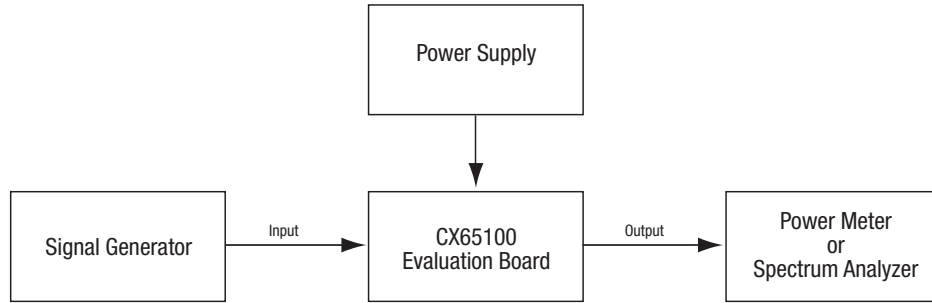 Power Supply
Signal Generator
Input
CX65100
Evaluation Board
Output
Power Meter
or
Spectrum Analyzer